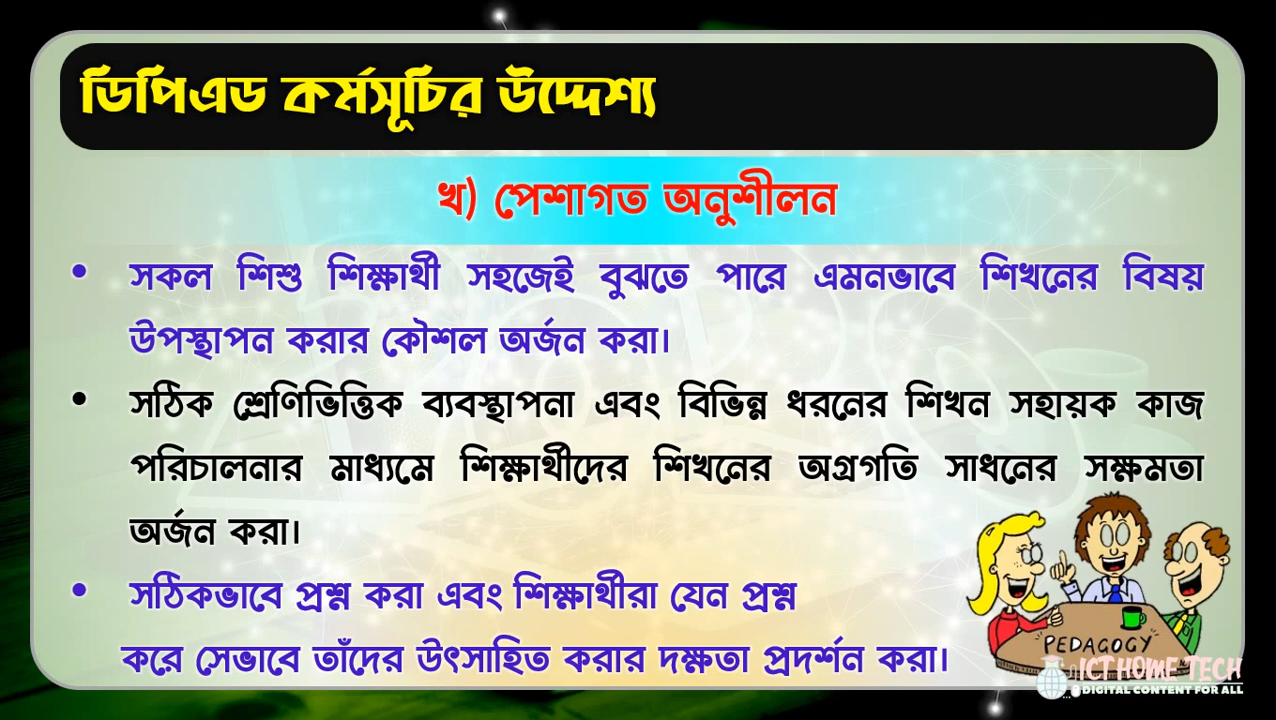 ডিপিএড কর্মসূচির উদ্দেশ্য
খ) পেশাগত অনুশীলন
• সকল শিশু শিক্ষার্থী সহজেই বুঝতে পারে এমনভাবে শিখনের বিষয়
উপস্থাপন করার কৌশল অর্জন করা।
• সঠিক শ্রেণিভিত্তিক ব্যবস্থাপনা এবং বিভিন্ন ধরনের শিখন সহায়ক কাজ
পরিচালনার মাধ্যমে শিক্ষার্থীদের শিখনের অগ্রগতি সাধনের সক্ষমতা
অর্জন করা।
• সঠিকভাবে প্রশ্ন করা এবং শিক্ষার্থীরা যেন প্রশ্ন
করে সেভাবে তাঁদের উৎসাহিত করার দক্ষতা প্রদর্শন করা।
PEDAGOGY
ICT HOME TECH
DIGITAL CONTENT FOR ALL